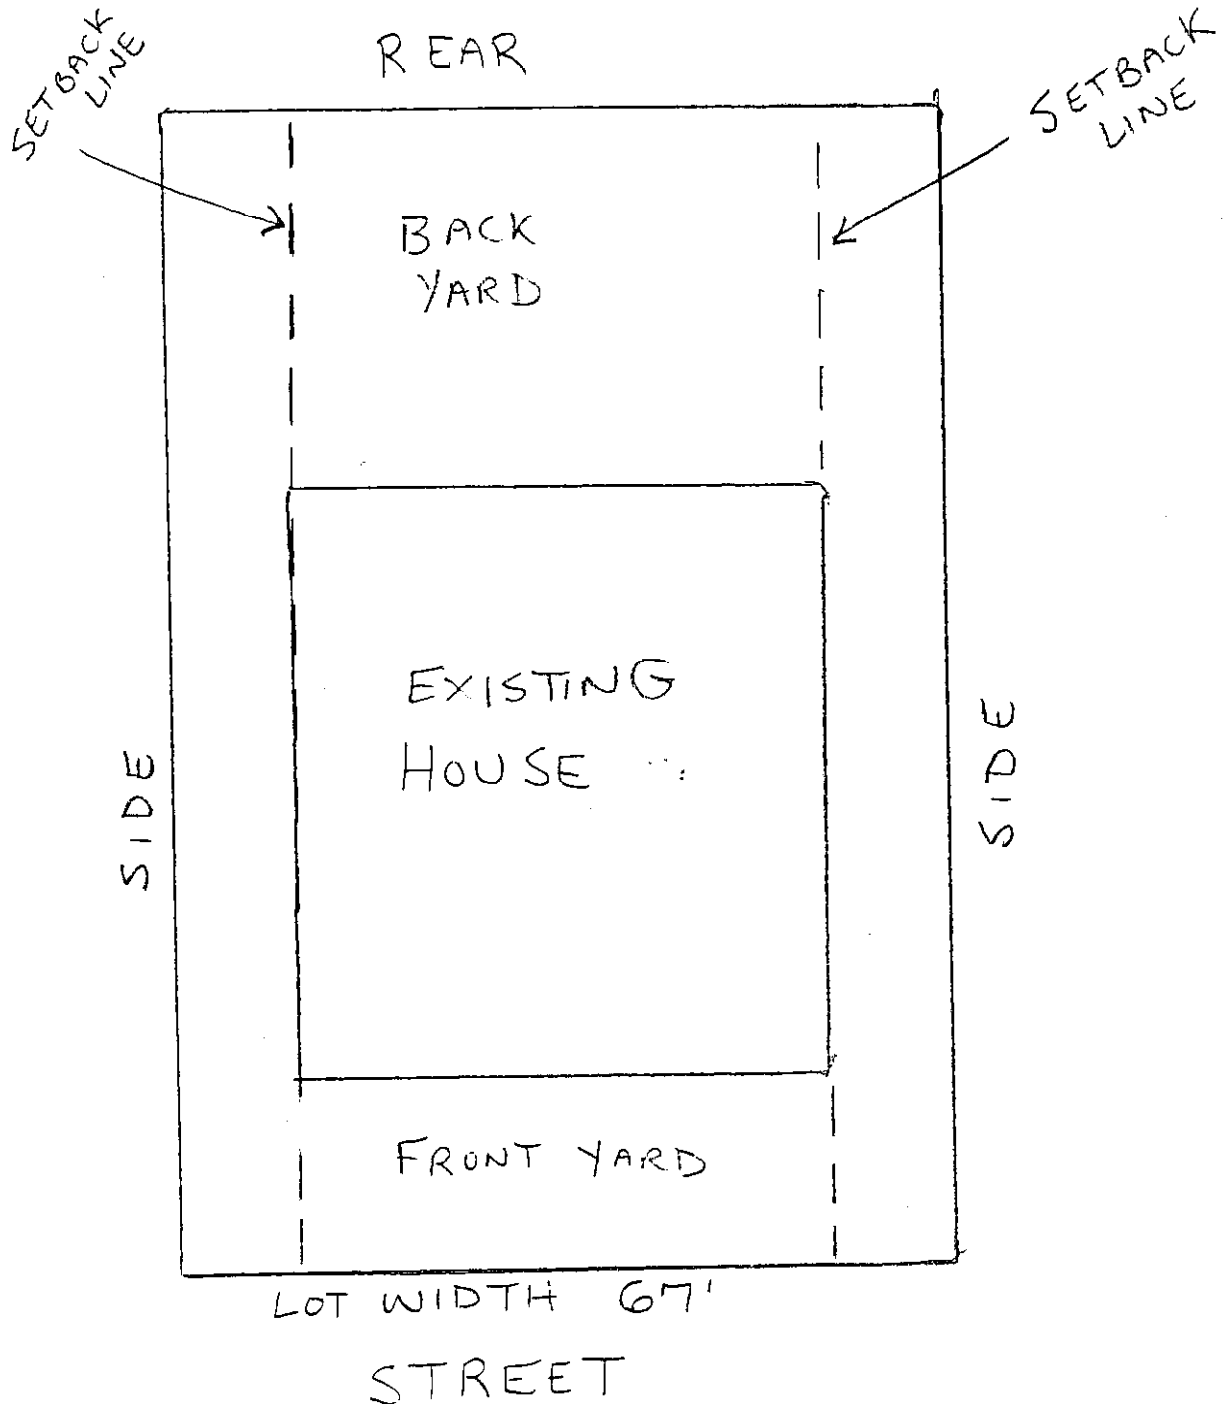 SETBACK
LINE
REAR
SETBACK
LINE
BACK
YARD
EXISTING
HOUSE
SIDE
SIDE
FRONT YARD
LOT WIDTH 67'
STREET